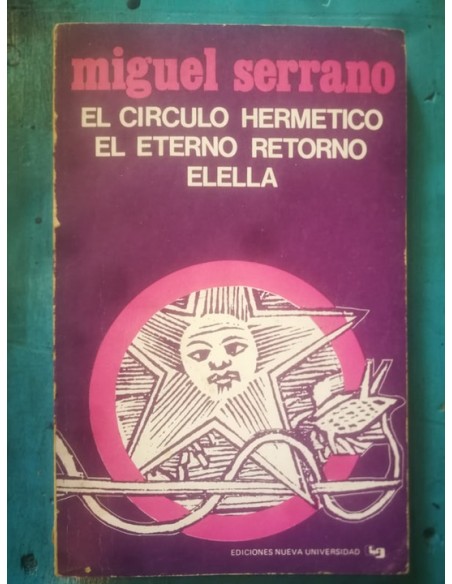 miguel serrano
EL CIRCULO HERMETICO
EL ETERNO RETORNO
ELELLA
EDICIONES NUEVA UNIVERSIDAD